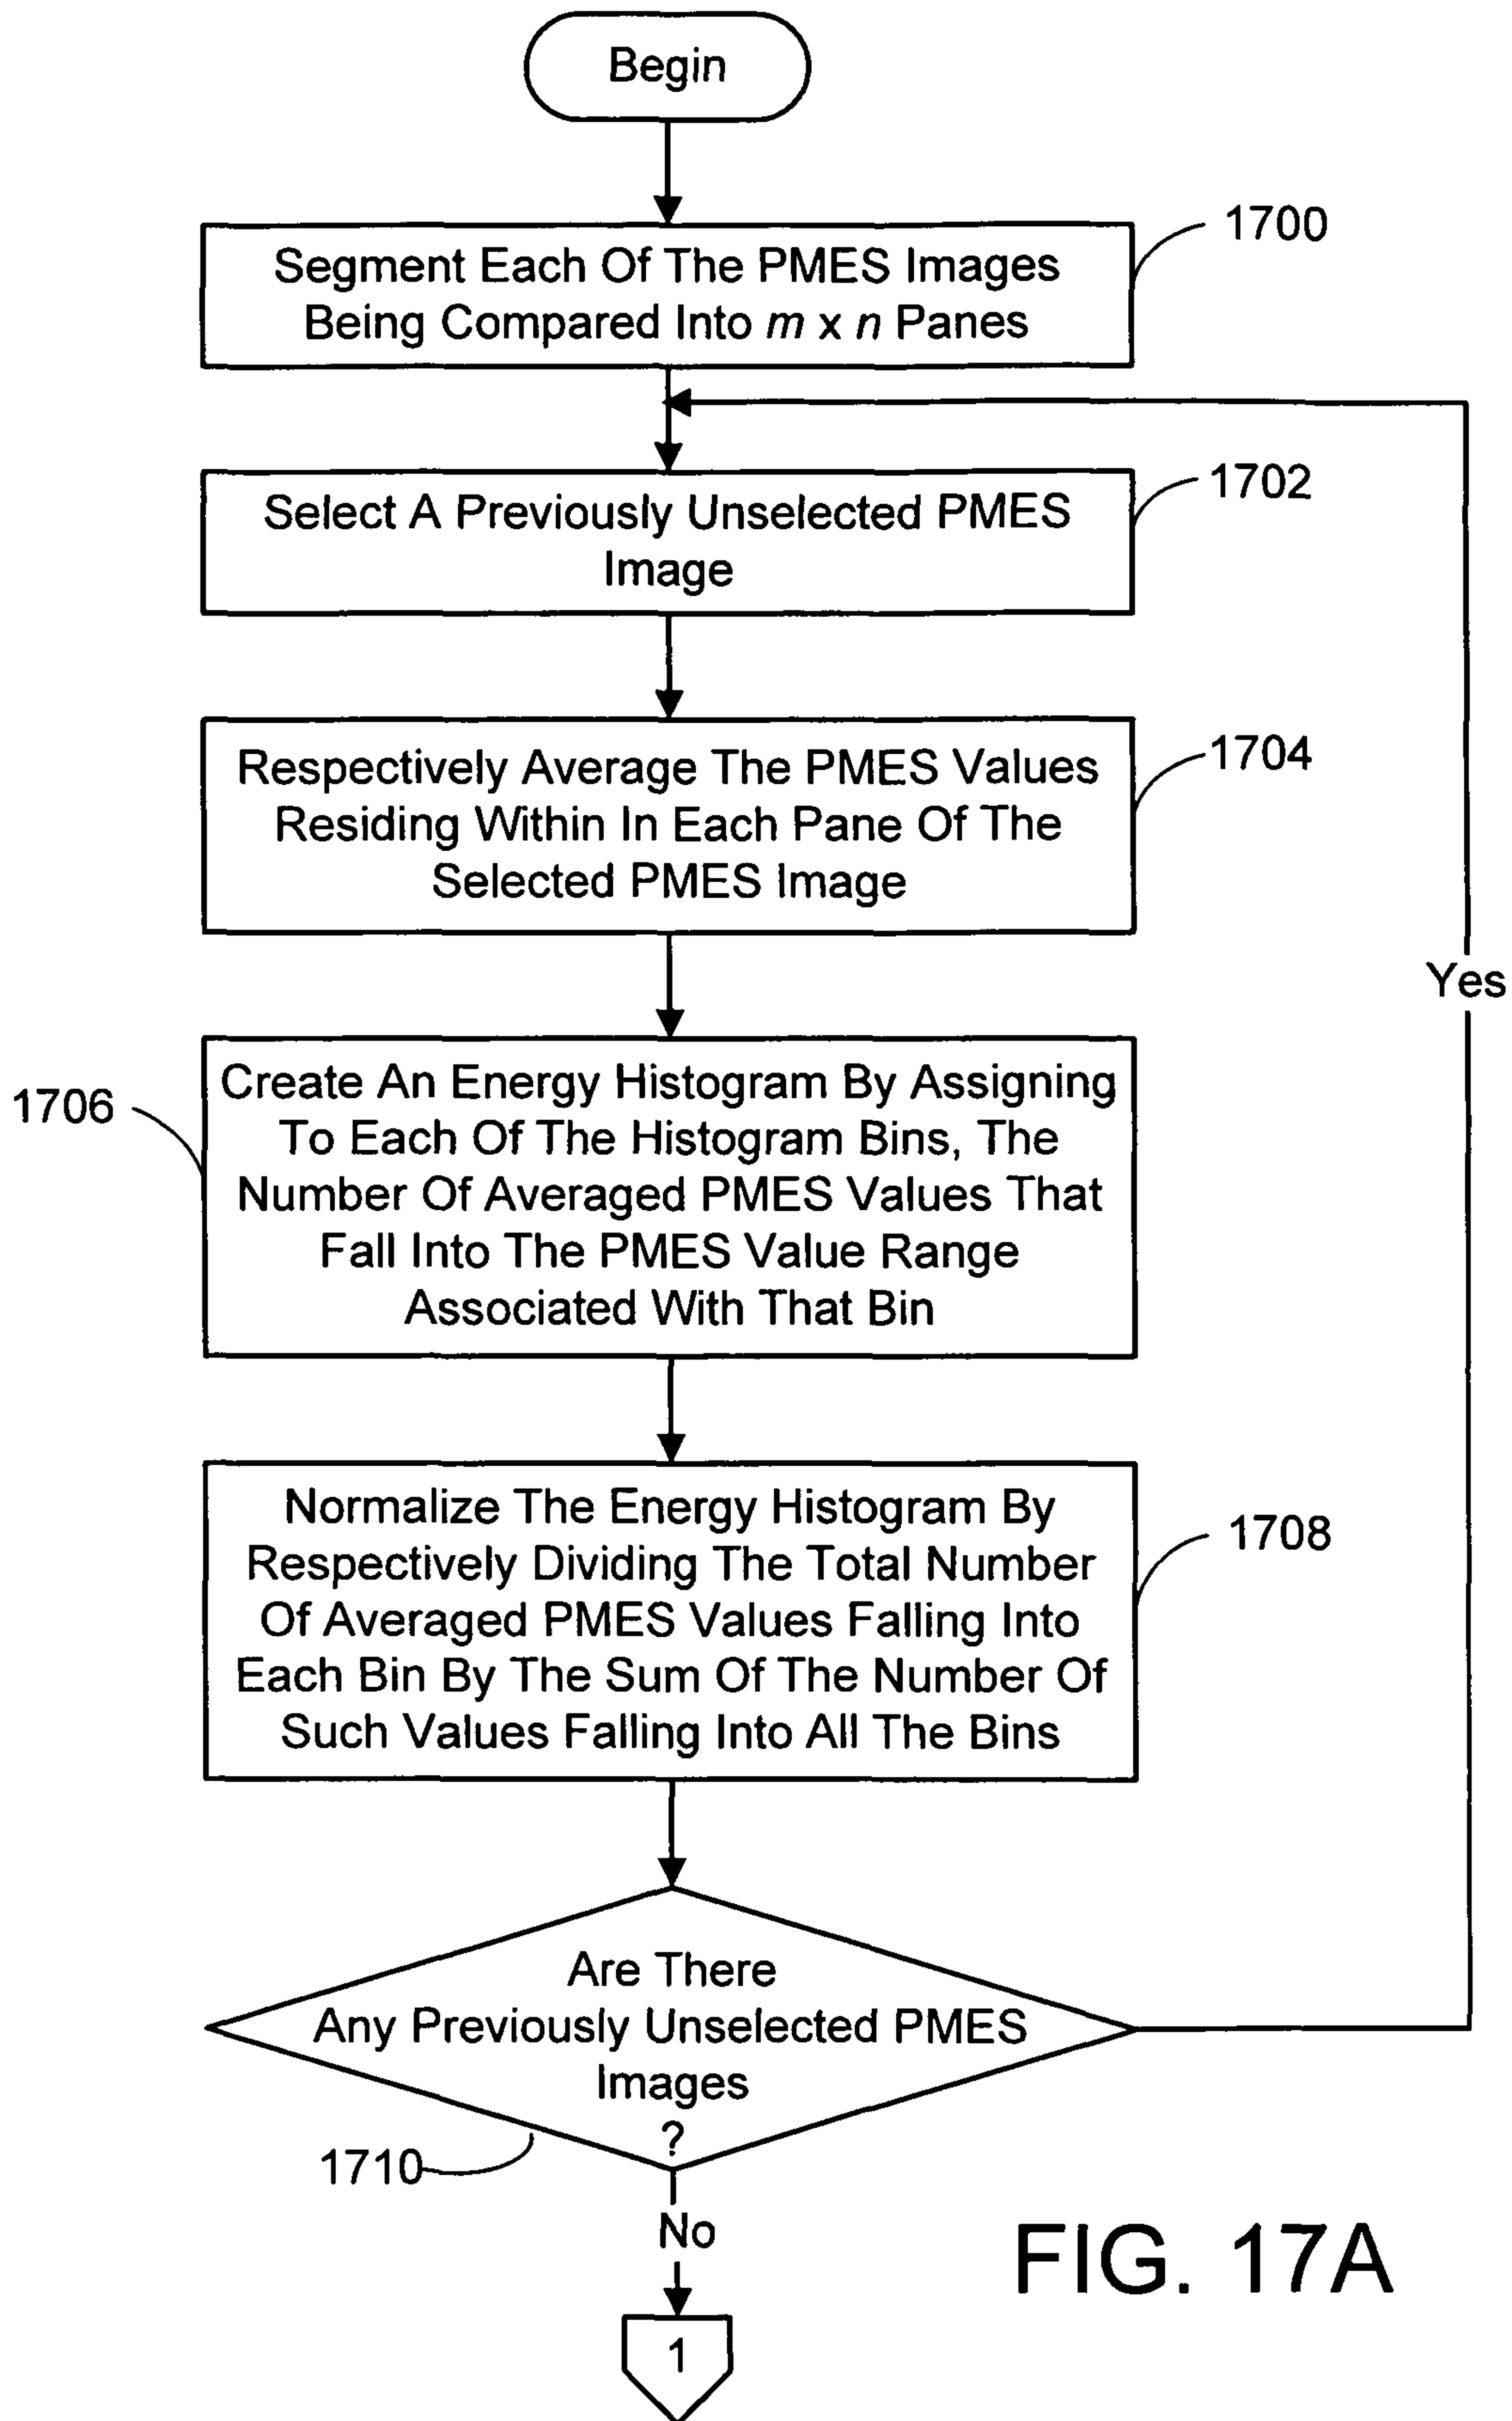 Begin
1700
Segment Each Of The PMES Images
Being Compared Into m x n Panes
1702
Select A Previously Unselected PMES
Image
1704
Respectively Average The PMES Values
Residing Within In Each Pane Of The
Selected PMES Image
Yes
1706
Create An Energy Histogram By Assigning
To Each Of The Histogram Bins, The
Number Of Averaged PMES Values That
Fall Into The PMES Value Range
Associated With That Bin
1708
Normalize The Energy Histogram By
Respectively Dividing The Total Number
Of Averaged PMES Values Falling Into
Each Bin By The Sum Of The Number Of
Such Values Falling Into All The Bins
Are There
Any Previously Unselected PMES
Images
?
1710
No
FIG. 17A
1